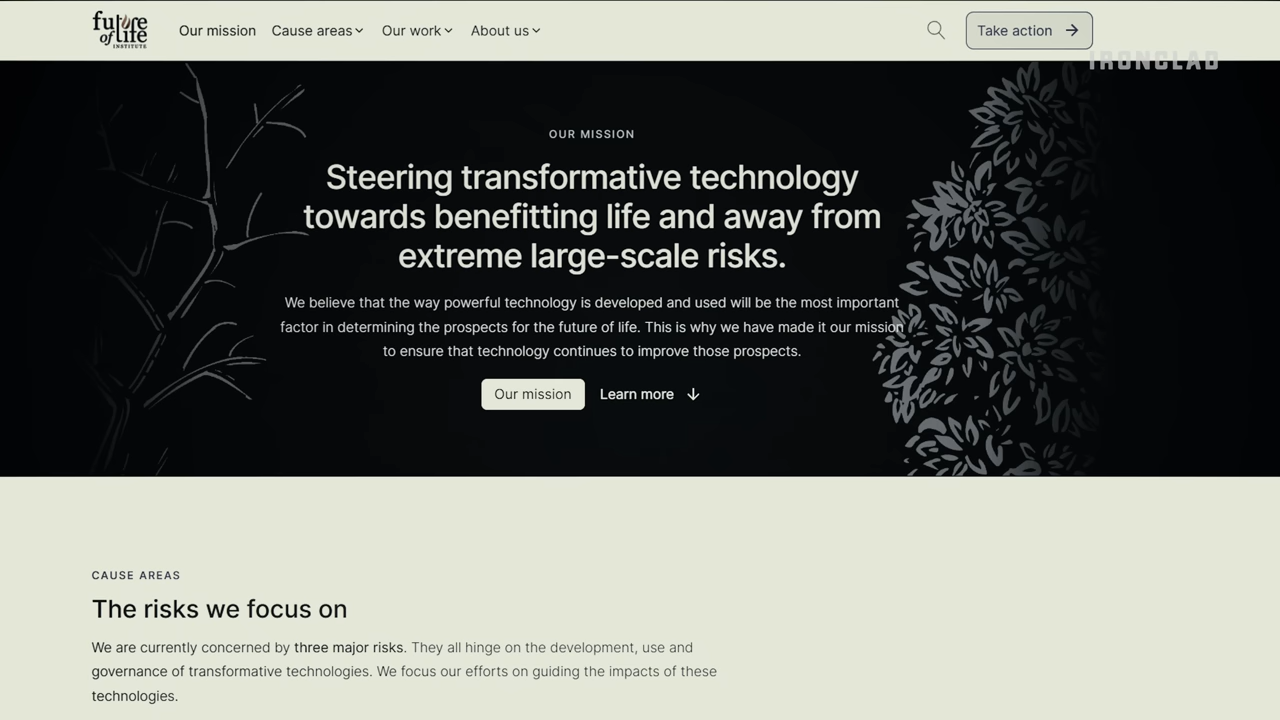 future
of life
INSTITUTE
Our mission
Cause areas
Our work
About us
Take action
IRONCLAD
OUR MISSION
Steering transformative technology
towards benefitting life and away from
extreme large-scale risks.
We believe that the way powerful technology is developed and used will be the most important
factor in determining the prospects for the future of life. This is why we have made it our mission
to ensure that technology continues to improve those prospects.
Our mission
Learn more
CAUSE AREAS
The risks we focus on
We are currently concerned by three major risks. They all hinge on the development, use and
governance of transformative technologies. We focus our efforts on guiding the impacts of these
technologies.